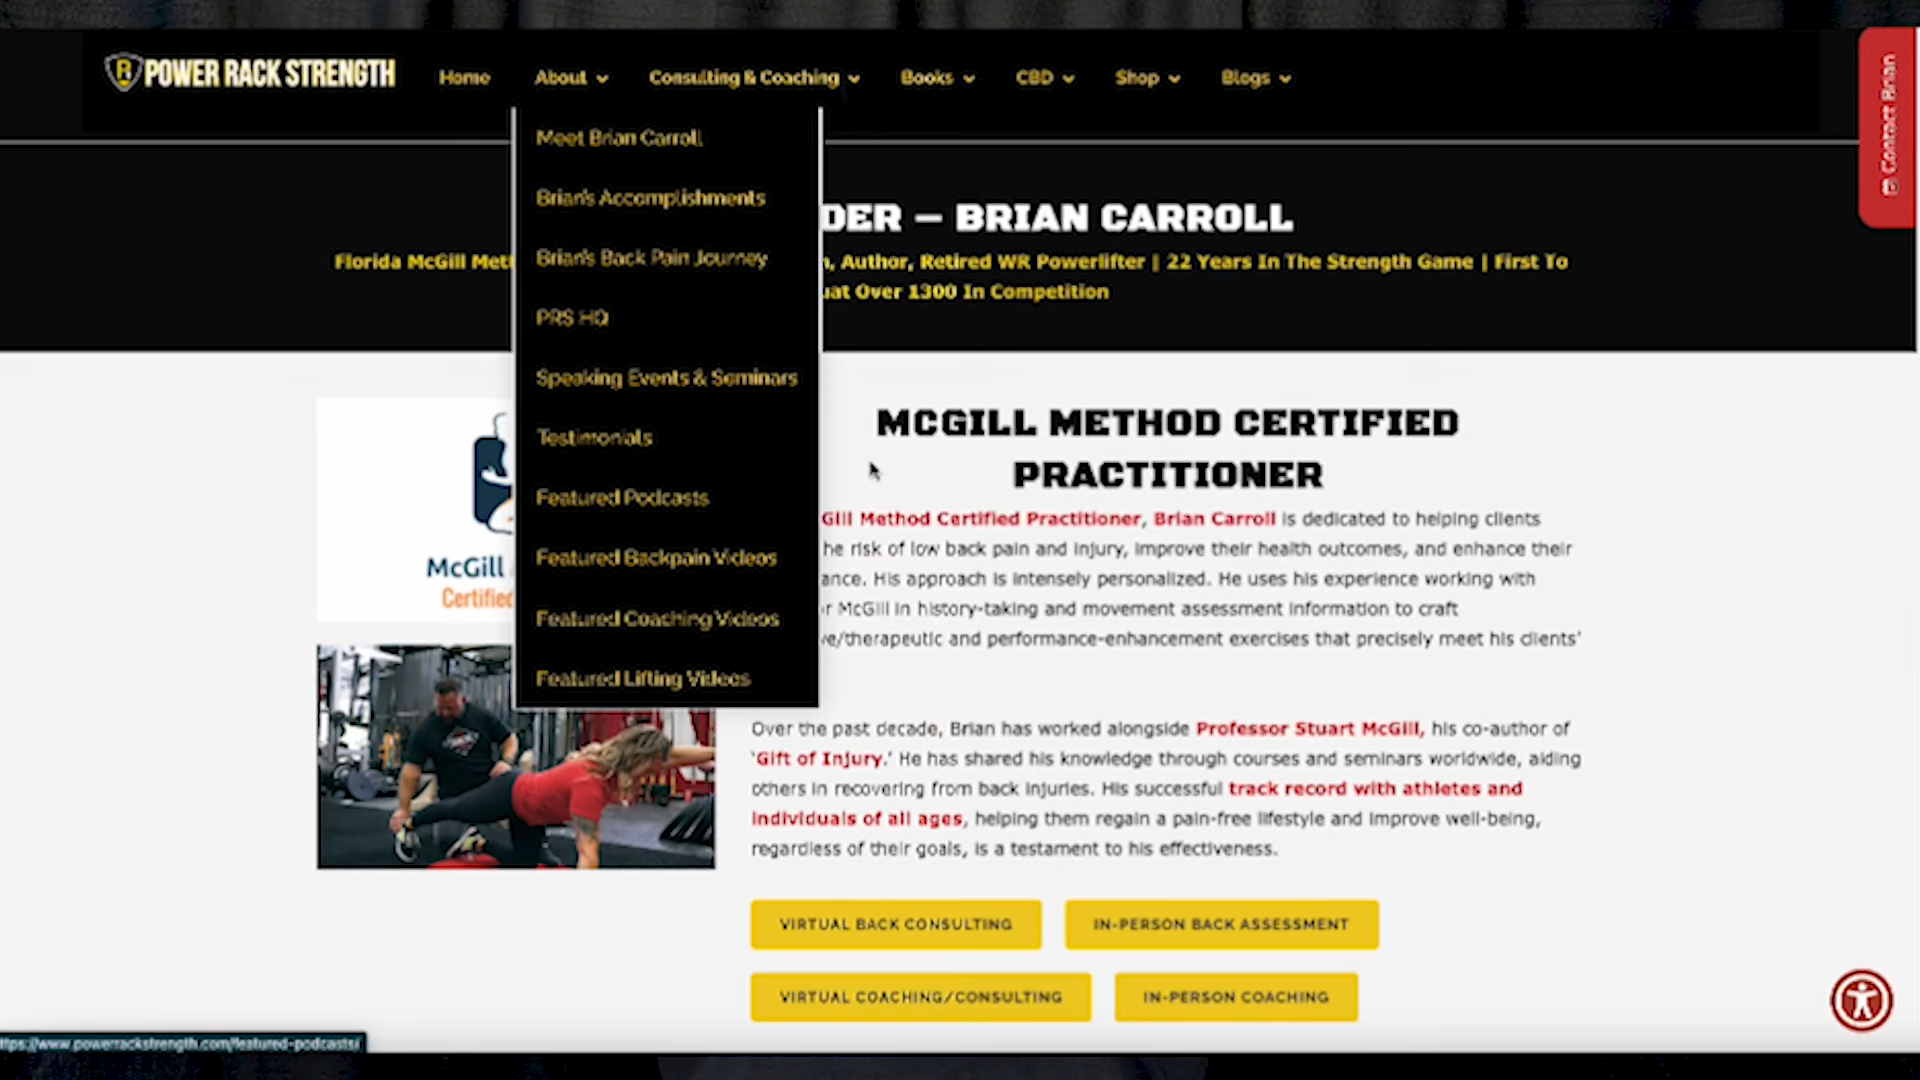 POWER RACK STRENGTH
Home
About
Consulting & Coaching
Books
CBD
Shop
Blogs
Contact Brian
Meet Brian Carroll
Brian's Accomplishments
Brian's Back Pain Journey
PRS HQ
Speaking Events & Seminars
Testimonials
Featured Podcasts
Featured Backpain Videos
Featured Coaching Videos
Featured Lifting Videos
DER – BRIAN CARROLL
Florida McGill Met , Author, Retired WR Powerlifter | 22 Years In The Strength Game | First To
uat Over 1300 In Competition
McGill
Certified
MCGILL METHOD CERTIFIED
PRACTITIONER
Gill Method Certified Practitioner, Brian Carroll is dedicated to helping clients
he risk of low back pain and injury, improve their health outcomes, and enhance their
ance. His approach is intensely personalized. He uses his experience working with
r McGill in history-taking and movement assessment information to craft
ve/therapeutic and performance-enhancement exercises that precisely meet his clients'
Over the past decade, Brian has worked alongside Professor Stuart McGill, his co-author of
'Gift of Injury.' He has shared his knowledge through courses and seminars worldwide, aiding
others in recovering from back injuries. His successful track record with athletes and
individuals of all ages, helping them regain a pain-free lifestyle and improve well-being,
regardless of their goals, is a testament to his effectiveness.
VIRTUAL BACK CONSULTING
IN-PERSON BACK ASSESSMENT
VIRTUAL COACHING/CONSULTING
IN-PERSON COACHING
ttps://www.powerrackstrength.com/featured-podcasts/